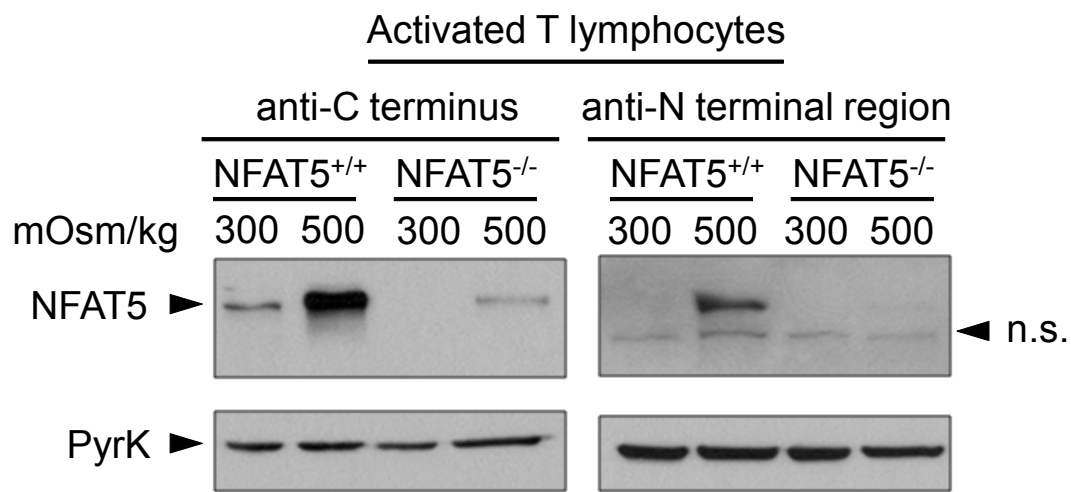 Activated T lymphocytes
anti-C terminus anti-N terminal region
NFAT5+/+ NFAT5-/- NFAT5+/+ NFAT5-/-
mOsm/kg 300 500 300 500 300 500 300 500
NFAT5
n.s.
PyrK